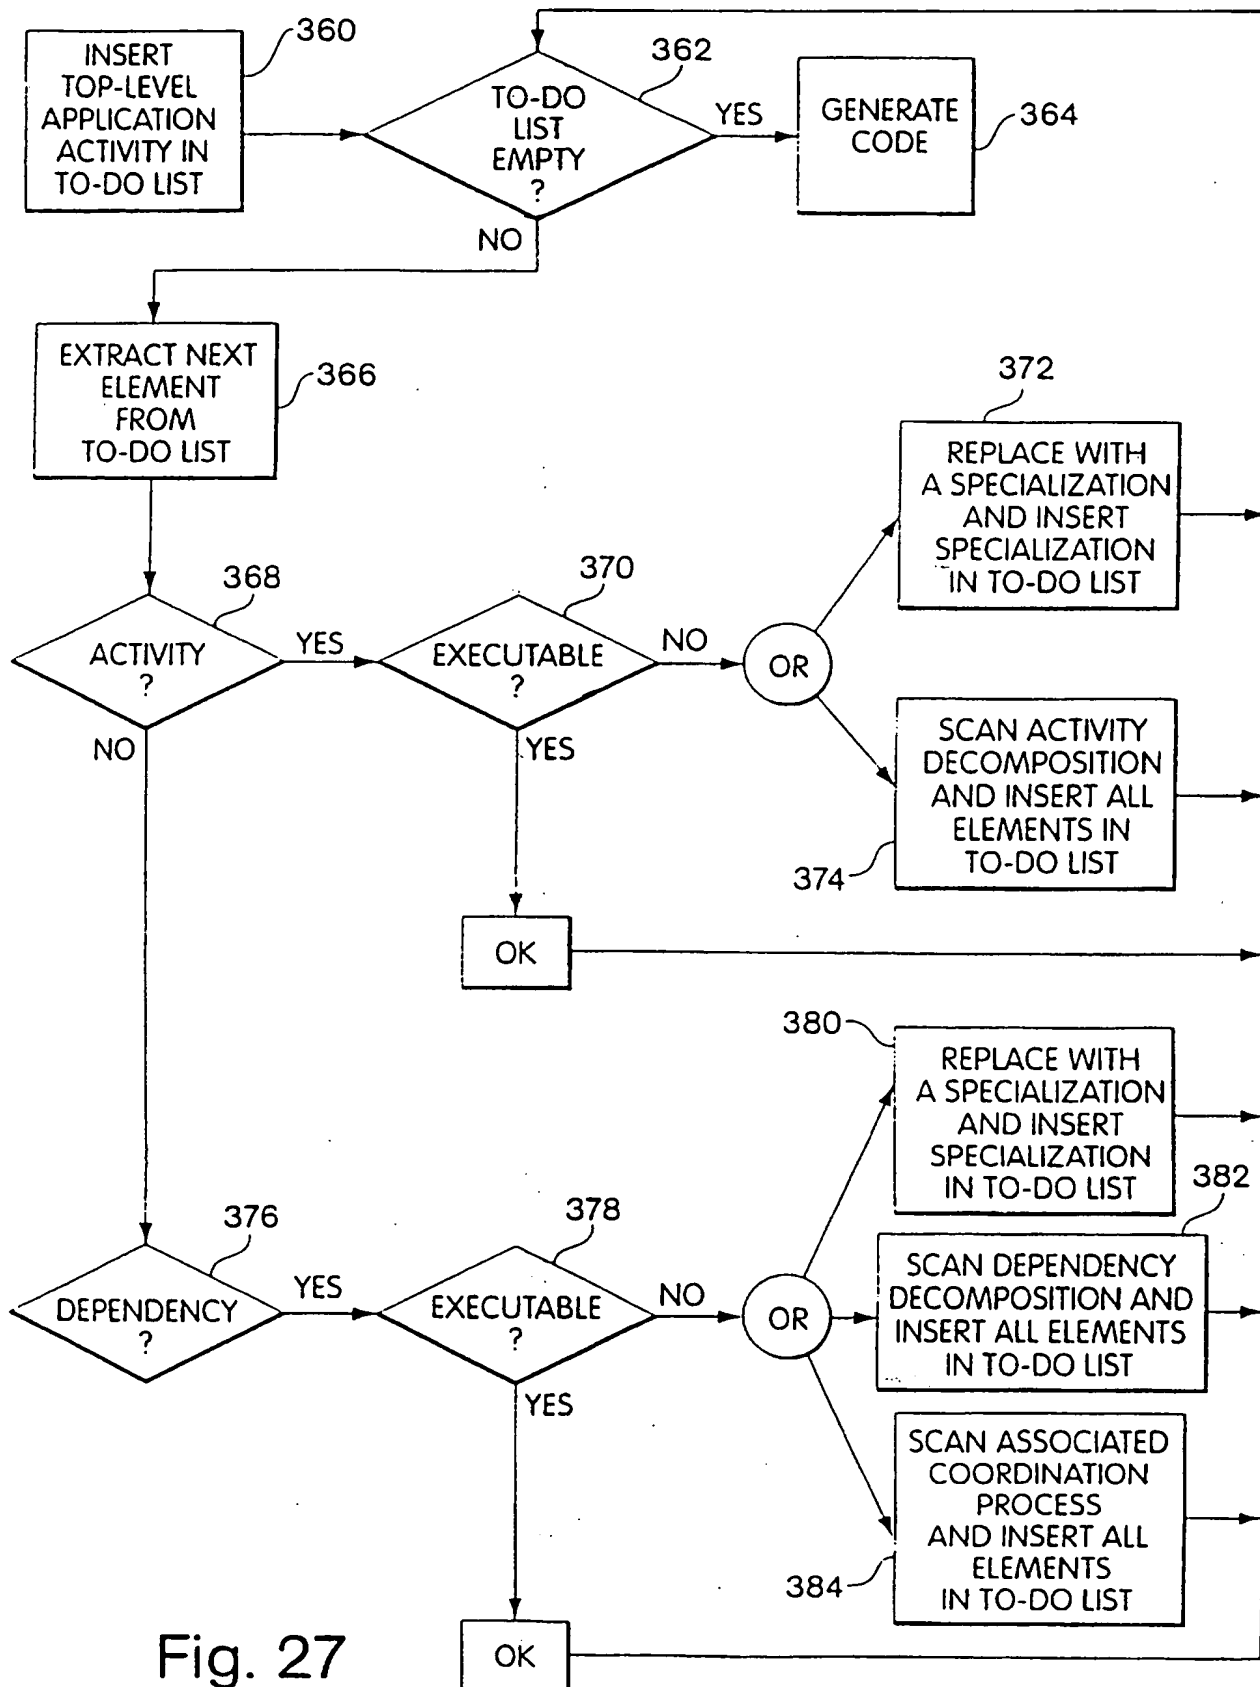 INSERT
TOP-LEVEL
APPLICATION
ACTIVITY IN
TO-DO LIST
360
TO-DO
LIST
EMPTY
?
362
YES
GENERATE
CODE
364
NO
EXTRACT NEXT
ELEMENT
FROM
TO-DO LIST
366
372
REPLACE WITH
A SPECIALIZATION
AND INSERT
SPECIALIZATION
IN TO-DO LIST
368
ACTIVITY
?
YES
370
EXECUTABLE
?
NO
OR
NO
YES
SCAN ACTIVITY
DECOMPOSITION
AND INSERT ALL
ELEMENTS IN
TO-DO LIST
374
OK
380
REPLACE WITH
A SPECIALIZATION
AND INSERT
SPECIALIZATION
IN TO-DO LIST
382
376
DEPENDENCY
?
YES
378
EXECUTABLE
?
NO
OR
SCAN DEPENDENCY
DECOMPOSITION AND
INSERT ALL ELEMENTS
IN TO-DO LIST
YES
SCAN ASSOCIATED
COORDINATION
PROCESS
AND INSERT ALL
ELEMENTS
IN TO-DO LIST
384
OK
Fig. 27